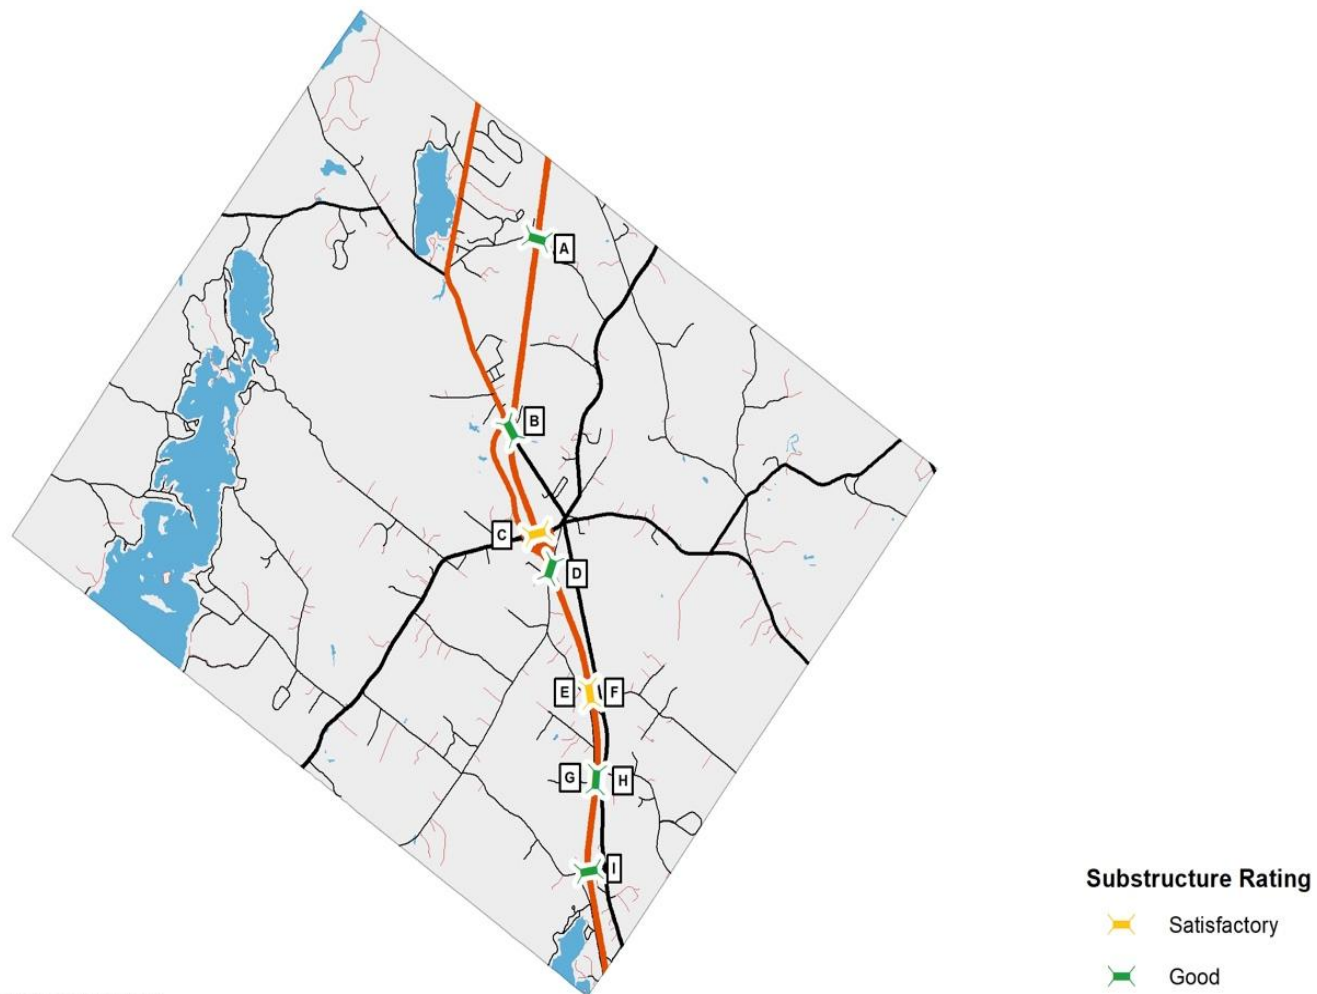 A
B
C
D
E F
G H
I
Substructure Rating
Satisfactory
Good